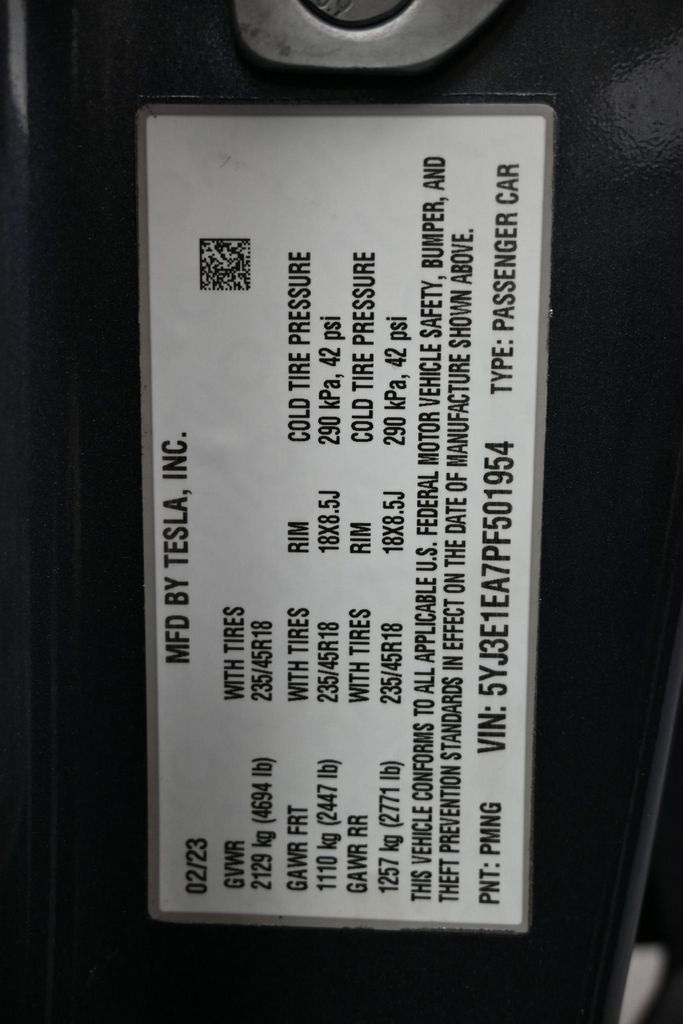 MFD BY TESLA, INC.
02/23
GVWR WITH TIRES
2129 kg (4694 lb) 235/45R18
GAWR FRT WITH TIRES RIM COLD TIRE PRESSURE
1110 kg (2447 lb) 235/45R18 18X8.5J 290 kPa, 42 psi
GAWR RR WITH TIRES RIM COLD TIRE PRESSURE
1257 kg (2771 lb) 235/45R18 18X8.5J 290 kPa, 42 psi
THIS VEHICLE CONFORMS TO ALL APPLICABLE U.S. FEDERAL MOTOR VEHICLE SAFETY, BUMPER, AND
THEFT PREVENTION STANDARDS IN EFFECT ON THE DATE OF MANUFACTURE SHOWN ABOVE.
PNT: PMNG VIN: 5YJ3E1EA7PF501954 TYPE: PASSENGER CAR